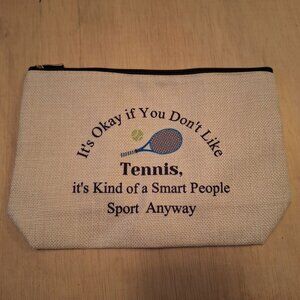 It's Okay if You Don't Like
Tennis,
it's Kind of a Smart People
Sport Anyway